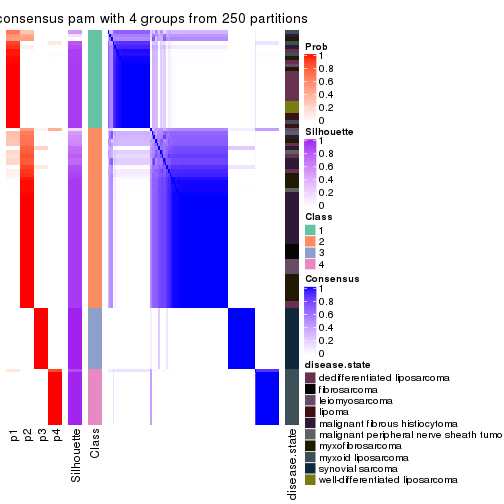 consensus pam with 4 groups from 250 partitions
Prob
1
0.8
0.6
0.4
0.2
0
Silhouette
1
0.8
0.6
0.4
0.2
0
Class
1
2
3
4
Consensus
1
0.8
0.6
0.4
0.2
0
disease.state
dedifferentiated liposarcoma
fibrosarcoma
leiomyosarcoma
lipoma
malignant fibrous histiocytoma
malignant peripheral nerve sheath tumo
myxofibrosarcoma
myxoid liposarcoma
synovial sarcoma
well-differentiated liposarcoma
p1
p2
p3
p4
Silhouette
Class
disease.state